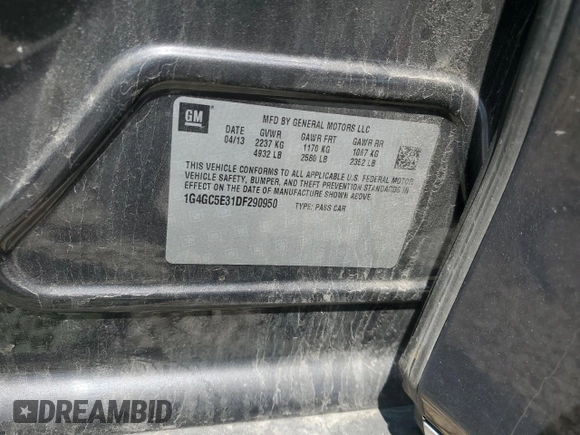 GM
MFD BY GENERAL MOTORS LLC
DATE GVWR GAWR FRT GAWR RR
04/13 2237 KG 1170 KG 1067 KG
4932 LB 2580 LB 2352 LB
THIS VEHICLE CONFORMS TO ALL APPLICABLE U.S. FEDERAL MOTOR
VEHICLE SAFETY, BUMPER, AND THEFT PREVENTION STANDARDS IN
EFFECT ON THE DATE OF MANUFACTURE SHOWN ABOVE.
1G4GC5E31DF290950 TYPE: PASS CAR
DREAMBID